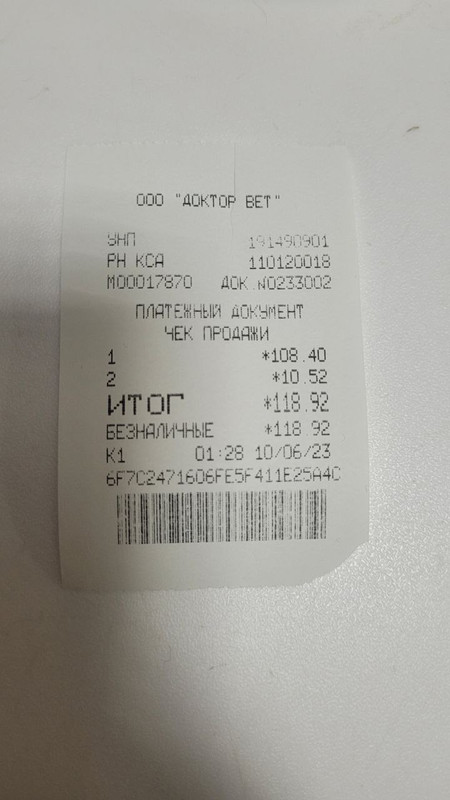 ООО "ДОКТОР ВЕТ"
УНП 191490901
РН КСА 110120018
М00017870 ДОК.N0233002
ПЛАТЕЖНЫЙ ДОКУМЕНТ
ЧЕК ПРОДАЖИ
1 *108.40
2 *10.52
ИТОГ *118.92
БЕЗНАЛИЧНЫЕ *118.92
К1 01:28 10/06/23
6F7C2471606FE5F411E25A4C